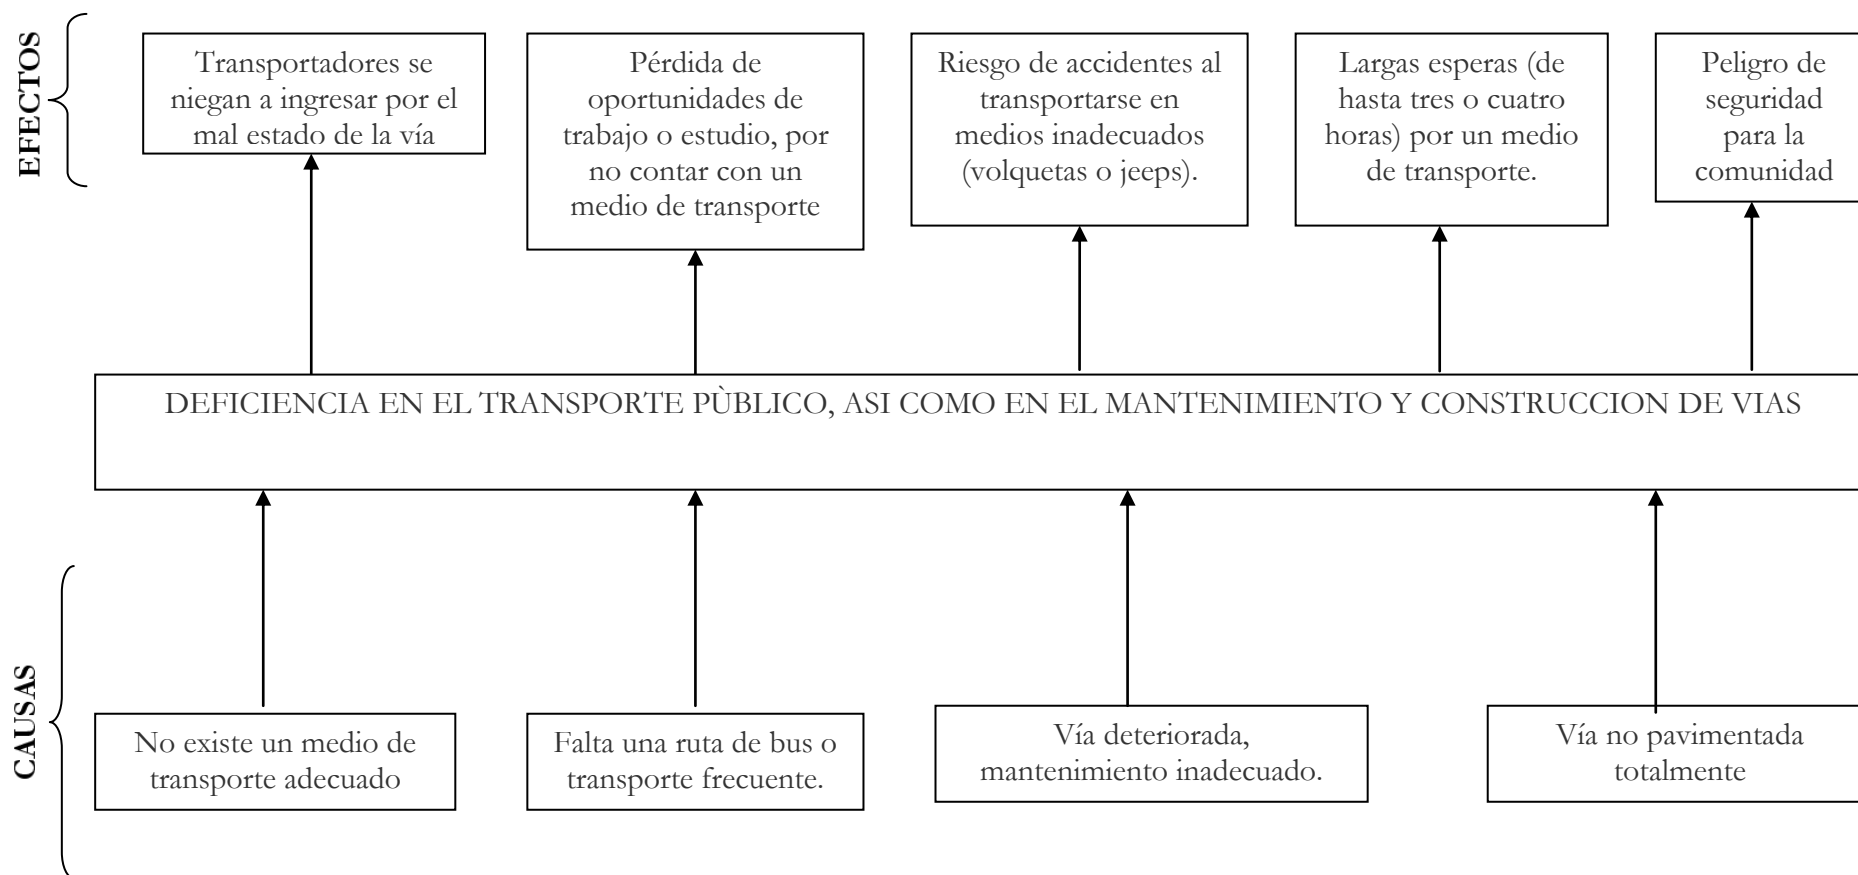 EFECTOS
Transportadores se
niegan a ingresar por el
mal estado de la vía
Pérdida de
oportunidades de
trabajo o estudio, por
no contar con un
medio de transporte
Riesgo de accidentes al
transportarse en
medios inadecuados
(volquetas o jeeps).
Largas esperas (de
hasta tres o cuatro
horas) por un medio
de transporte.
Peligro de
seguridad
para la
comunidad
DEFICIENCIA EN EL TRANSPORTE PÙBLICO, ASI COMO EN EL MANTENIMIENTO Y CONSTRUCCION DE VIAS
CAUSAS
No existe un medio de
transporte adecuado
Falta una ruta de bus o
transporte frecuente.
Vía deteriorada,
mantenimiento inadecuado.
Vía no pavimentada
totalmente